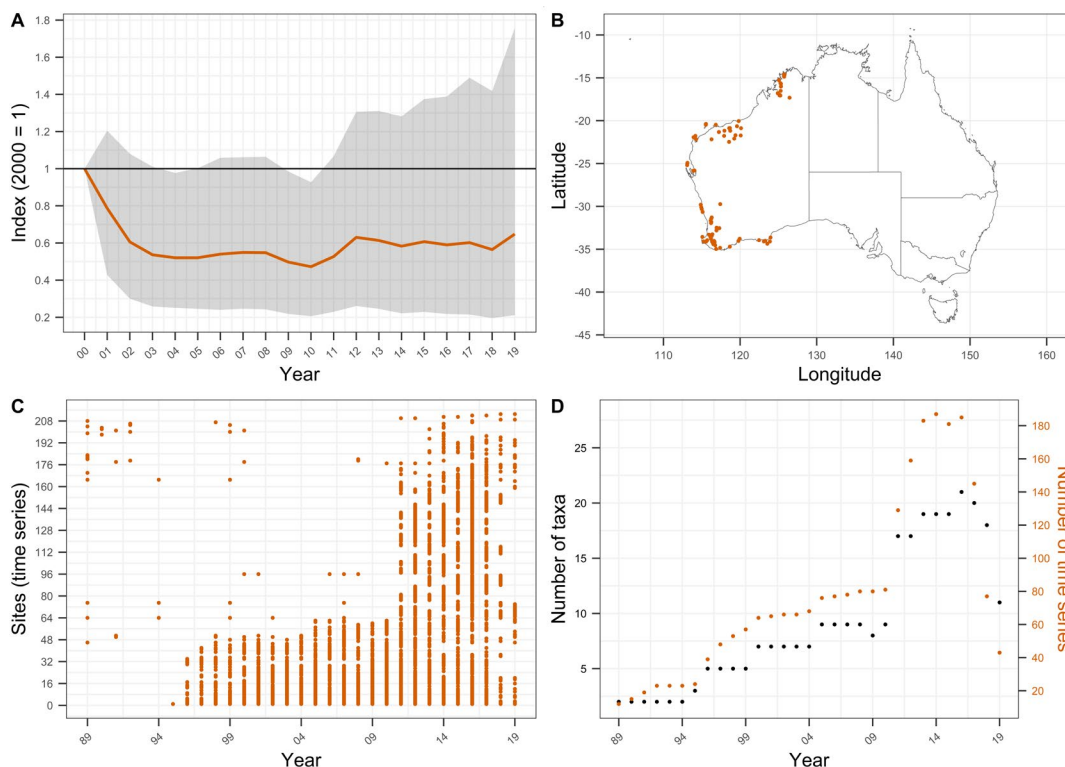 A
1.8
1.6
1.4
1.2
1
0.8
0.6
0.4
0.2
Index (2000 = 1)
00 01 02 03 04 05 06 07 08 09 10 11 12 13 14 15 16 17 18 19
Year
B
-10
-15
-20
-25
-30
-35
-40
-45
Latitude
110 120 130 140 150 160
Longitude
C
208
192
176
160
144
128
112
96
80
64
48
32
16
0
Sites (time series)
89 94 99 04 09 14 19
Year
D
25
20
15
10
5
Number of taxa
180
160
140
120
100
80
60
40
20
Number of time series
89 94 99 04 09 14 19
Year